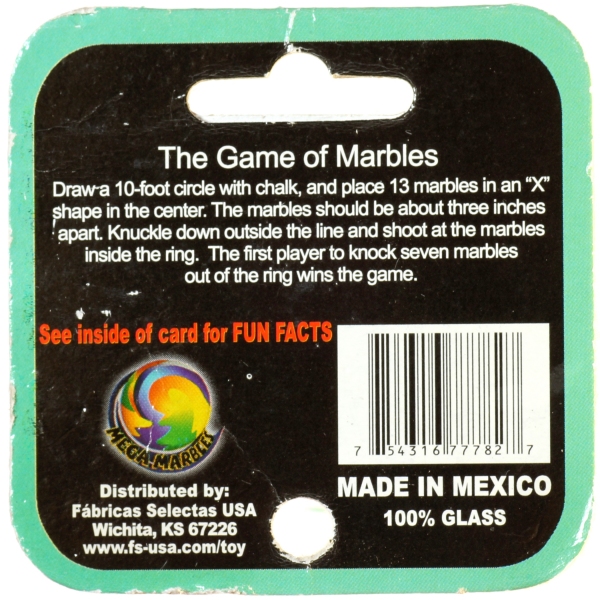 The Game of Marbles
Draw a 10-foot circle with chalk, and place 13 marbles in an “X”
shape in the center. The marbles should be about three inches
apart. Knuckle down outside the line and shoot at the marbles
inside the ring. The first player to knock seven marbles
out of the ring wins the game.
See inside of card for FUN FACTS
MEGA-MARBLES
7 54316 77782 7
Distributed by:
Fábricas Selectas USA
Wichita, KS 67226
www.fs-usa.com/toy
MADE IN MEXICO
100% GLASS